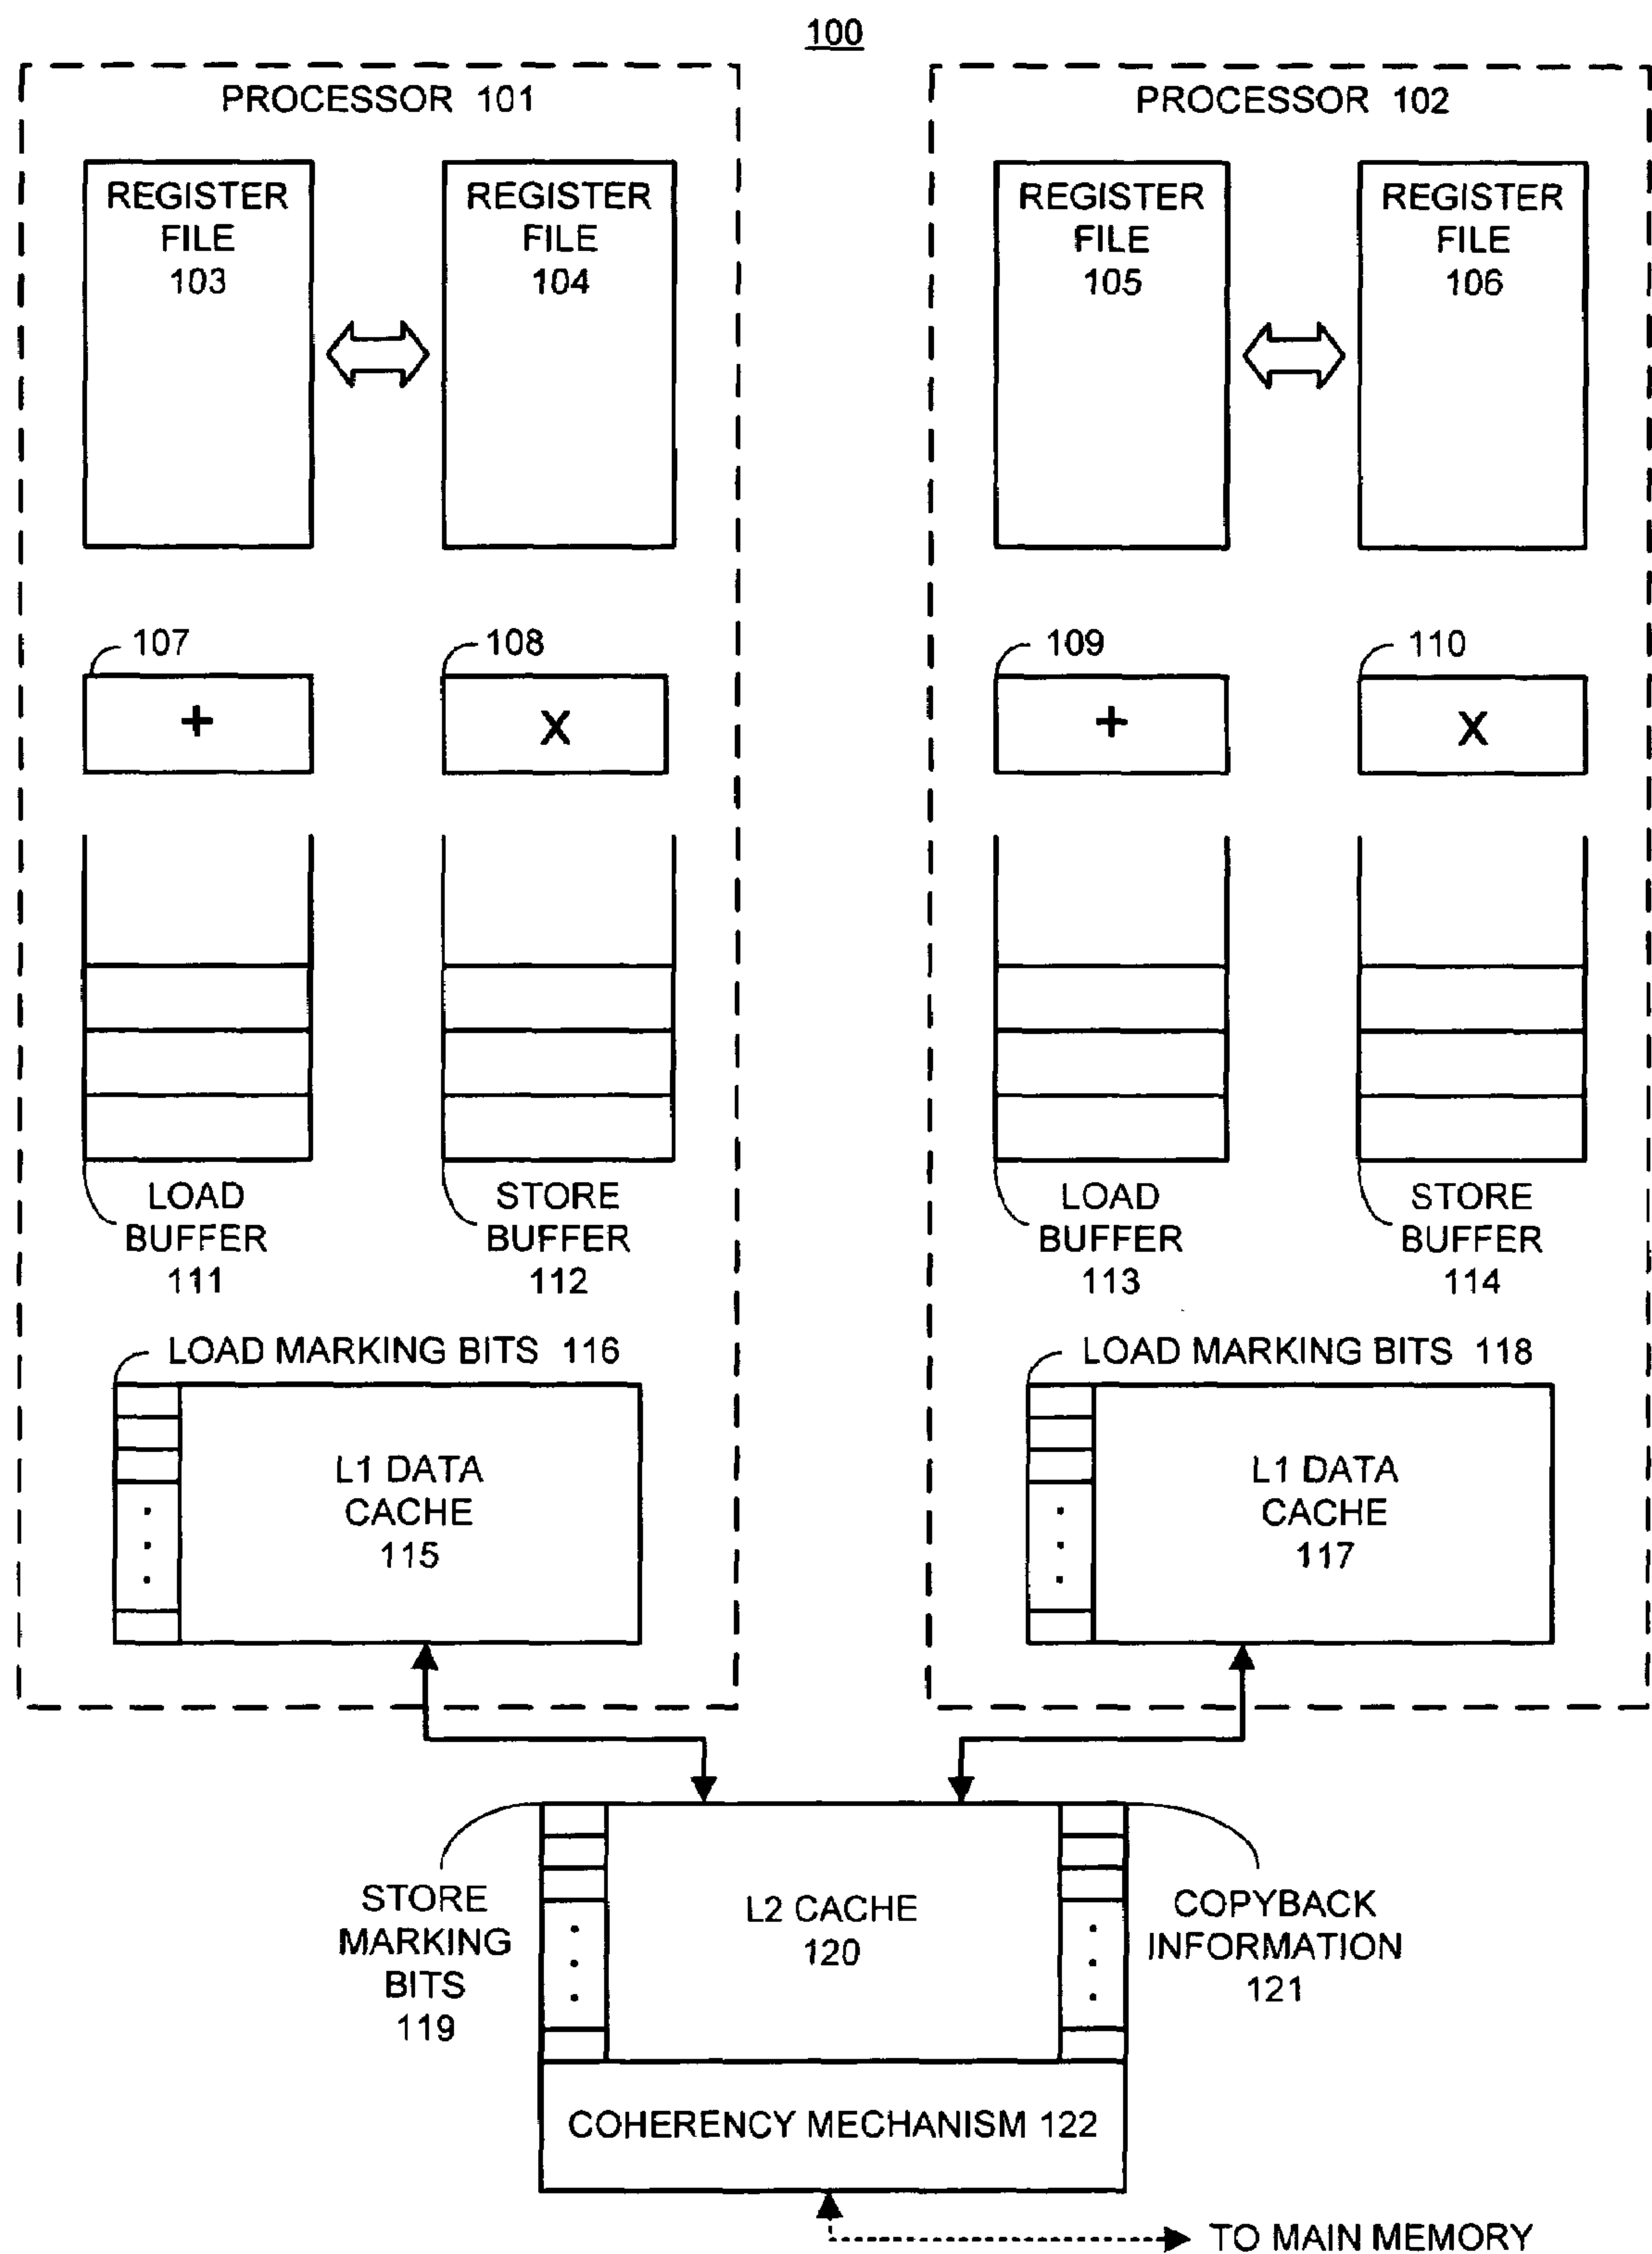 100
PROCESSOR 101
REGISTER
FILE
103
REGISTER
FILE
104
107
+
108
X
LOAD
BUFFER
111
STORE
BUFFER
112
LOAD MARKING BITS 116
L1 DATA
CACHE
115
PROCESSOR 102
REGISTER
FILE
105
REGISTER
FILE
106
109
+
110
X
LOAD
BUFFER
113
STORE
BUFFER
114
LOAD MARKING BITS 118
L1 DATA
CACHE
117
STORE
MARKING
BITS
119
L2 CACHE
120
COPYBACK
INFORMATION
121
COHERENCY MECHANISM 122
TO MAIN MEMORY